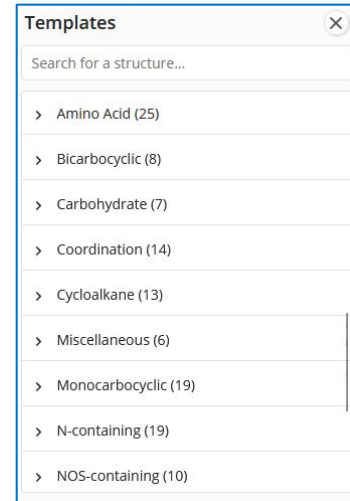 Templates
Search for a structure...
Amino Acid (25)
Bicarbocyclic (8)
Carbohydrate (7)
Coordination (14)
Cycloalkane (13)
Miscellaneous (6)
Monocarbocyclic (19)
N-containing (19)
NOS-containing (10)